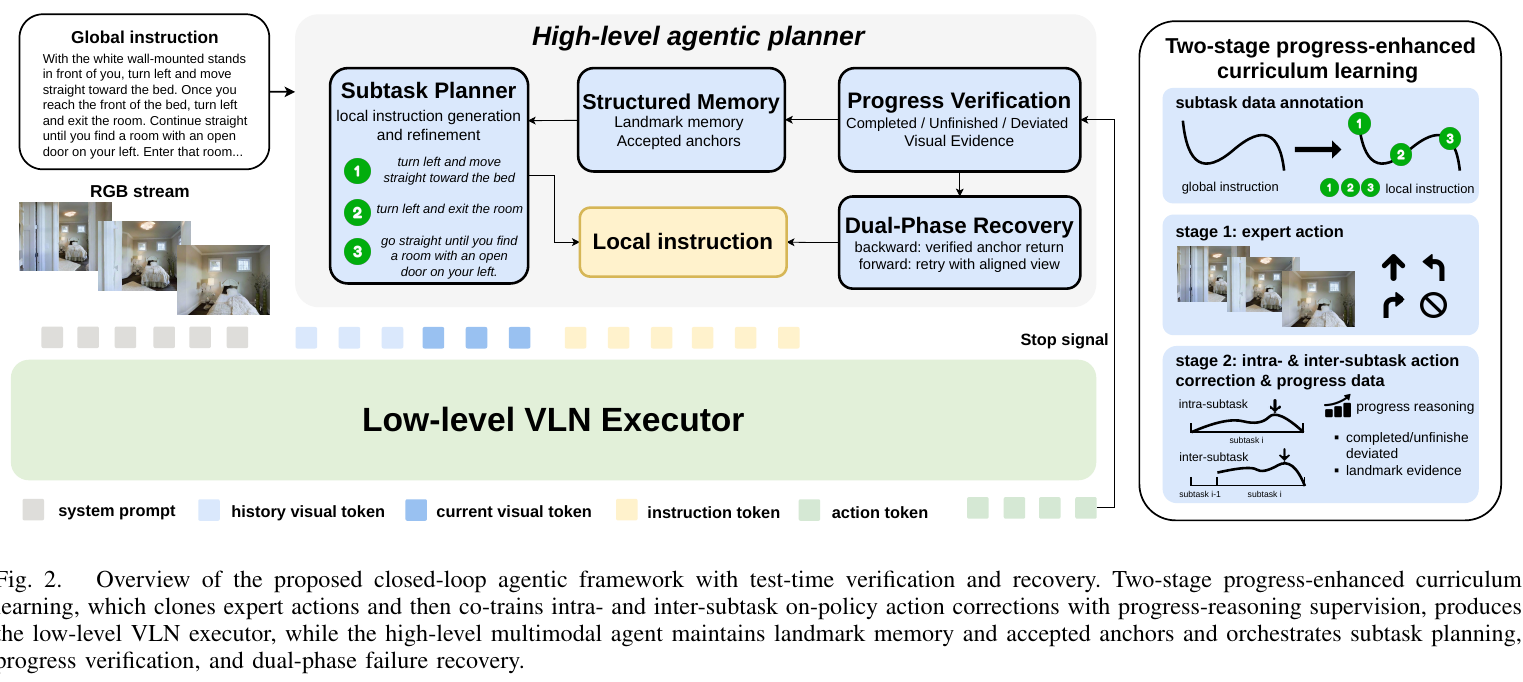 Global instruction
With the white wall-mounted stands
in front of you, turn left and move
straight toward the bed. Once you
reach the front of the bed, turn left
and exit the room. Continue straight
until you find a room with an open
door on your left. Enter that room...
RGB stream
High-level agentic planner
Subtask Planner
local instruction generation
and refinement
1
turn left and move
straight toward the bed
2
turn left and exit the room
3
go straight until you find
a room with an open
door on your left.
Structured Memory
Landmark memory
Accepted anchors
Progress Verification
Completed / Unfinished / Deviated
Visual Evidence
Local instruction
Dual-Phase Recovery
backward: verified anchor return
forward: retry with aligned view
Stop signal
Low-level VLN Executor
system prompt
history visual token
current visual token
instruction token
action token
Two-stage progress-enhanced
curriculum learning
subtask data annotation
1
2
3
global instruction
1 2 3 local instruction
stage 1: expert action
stage 2: intra- & inter-subtask action
correction & progress data
intra-subtask
subtask i
inter-subtask
subtask i-1
subtask i
progress reasoning
▪ completed/unfinishe
deviated
▪ landmark evidence
Fig. 2. Overview of the proposed closed-loop agentic framework with test-time verification and recovery. Two-stage progress-enhanced curriculum
learning, which clones expert actions and then co-trains intra- and inter-subtask on-policy action corrections with progress-reasoning supervision, produces
the low-level VLN executor, while the high-level multimodal agent maintains landmark memory and accepted anchors and orchestrates subtask planning,
progress verification, and dual-phase failure recovery.